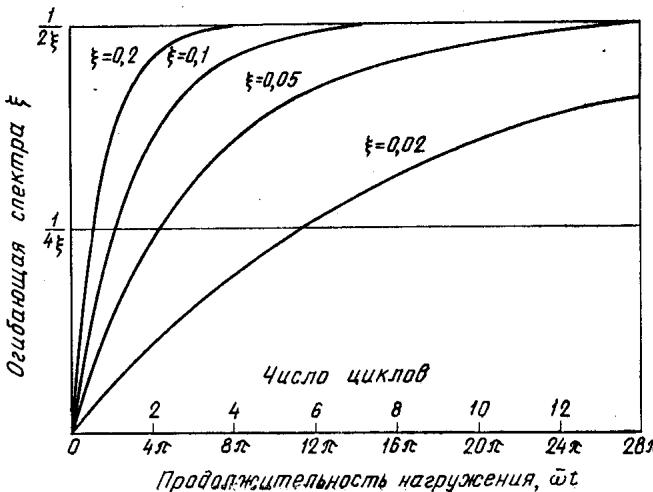 Огибающая спектра ξ
1/2ξ
1/4ξ
ξ=0,2
ξ=0,1
ξ=0,05
ξ=0,02
Число циклов
2 4 6 8 10 12
0 4π 8π 12π 16π 20π 24π 28π
Продолжительность нагружения, ω̄t